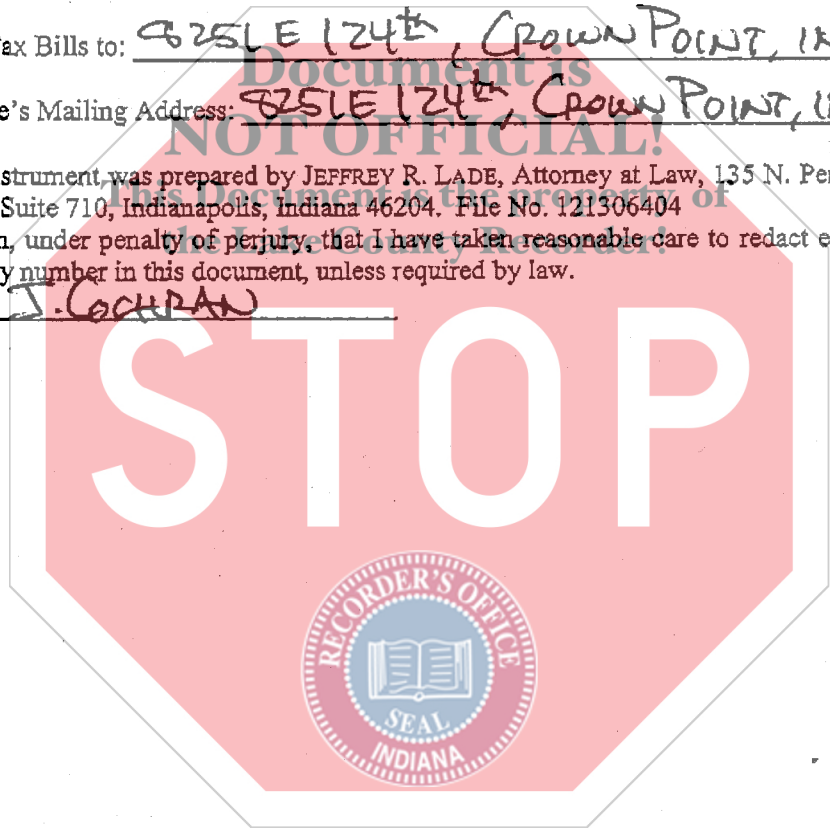 ax Bills to: 8251 E 124th, CROWN POINT, IN
Document is
e's Mailing Address: 8251 E 124th, CROWN POINT, IN
NOT OFFICIAL!
strument was prepared by JEFFREY R. LADE, Attorney at Law, 135 N. Pen
This Document is the property of
Suite 710, Indianapolis, Indiana 46204. File No. 121306404
the Lake County Recorder!
n, under penalty of perjury, that I have taken reasonable care to redact e
y number in this document, unless required by law.
J. COCHRAN
STOP
RECORDER'S OFFICE
SEAL
INDIANA